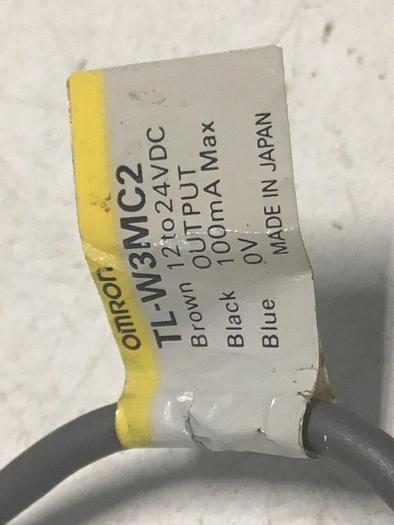 OMRON
TL-W3MC2
Brown 12 to 24VDC
OUTPUT
Black 100mA Max
Blue 0V
MADE IN JAPAN